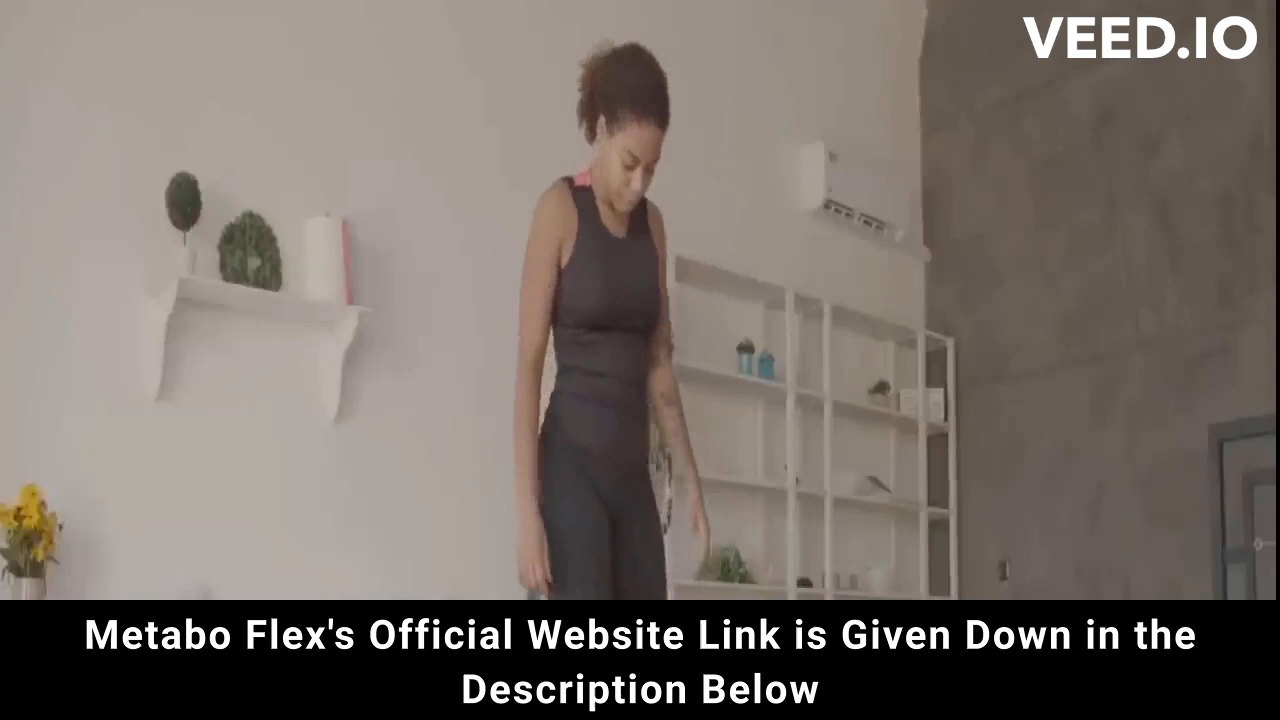 VEED.IO
Metabo Flex's Official Website Link is Given Down in the
Description Below